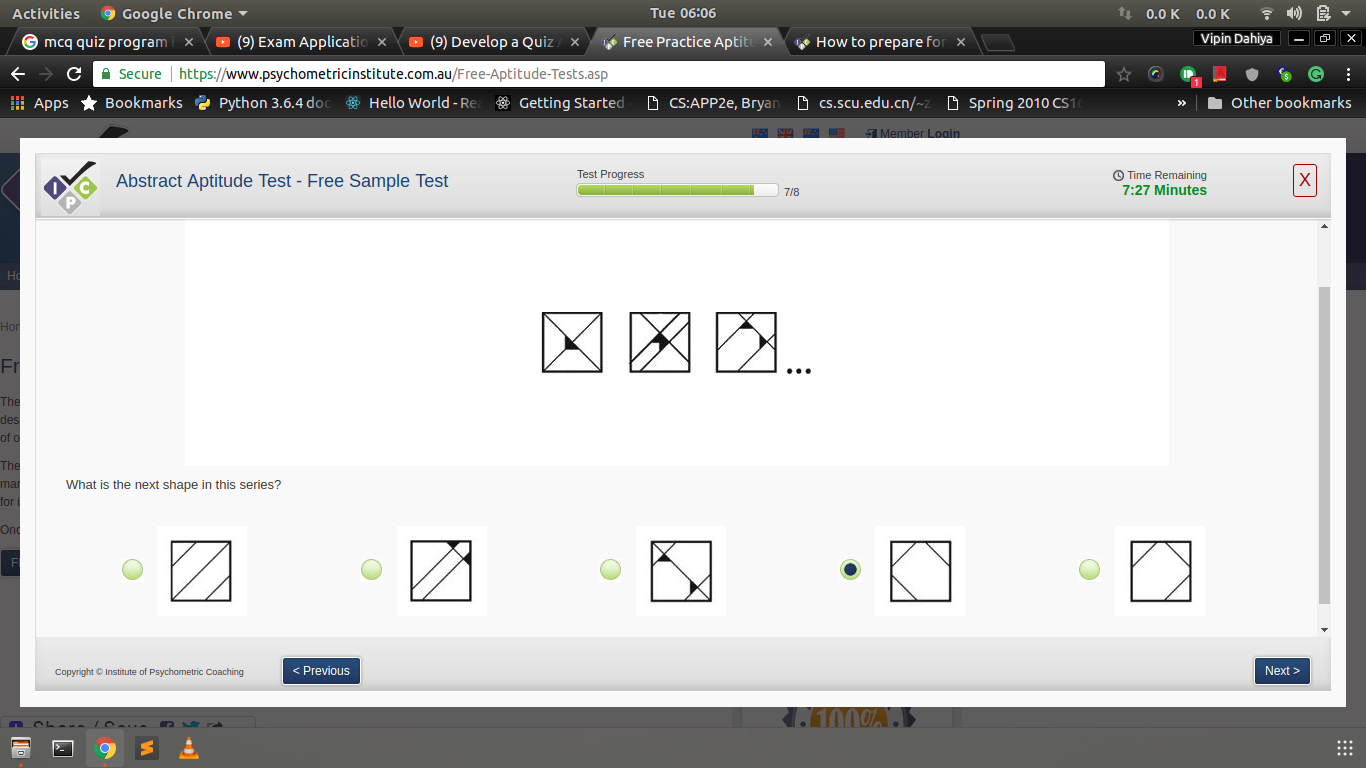 Activities Google Chrome Tue 06:06 0.0 K 0.0 K
mcq quiz program (9) Exam Applicatio (9) Develop a Quiz Free Practice Aptit How to prepare for Vipin Dahiya
Secure https://www.psychometricinstitute.com.au/Free-Aptitude-Tests.asp 1
Apps Bookmarks Python 3.6.4 doc Hello World - Rea Getting Started CS:APP2e, Bryan cs.scu.edu.cn/~z Spring 2010 CS1 » Other bookmarks
Member Login
I P C
Abstract Aptitude Test - Free Sample Test
Test Progress
7/8
Time Remaining
7:27 Minutes
X
What is the next shape in this series?
Copyright © Institute of Psychometric Coaching
< Previous
Next >
Share / Save
100%